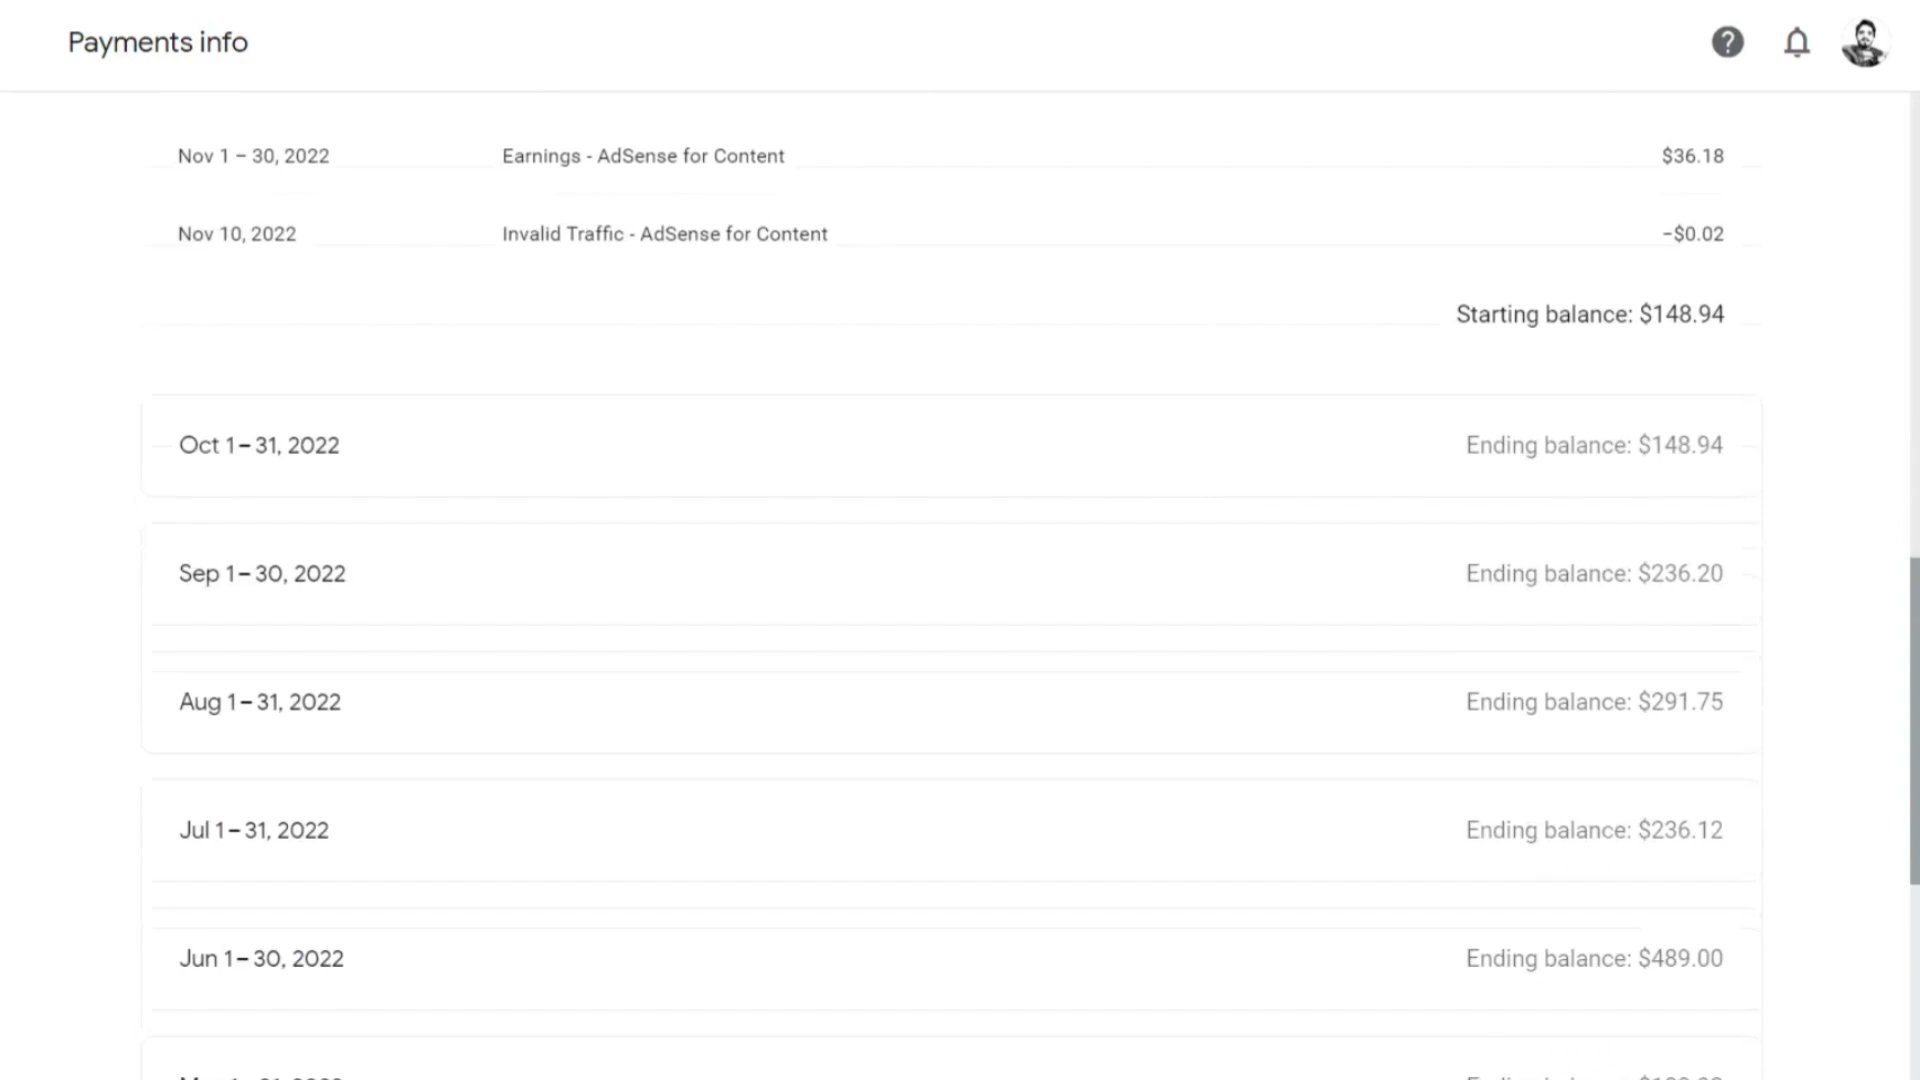 Payments info
Nov 1 – 30, 2022 Earnings - AdSense for Content $36.18
Nov 10, 2022 Invalid Traffic - AdSense for Content −$0.02
Starting balance: $148.94
Oct 1 – 31, 2022 Ending balance: $148.94
Sep 1 – 30, 2022 Ending balance: $236.20
Aug 1 – 31, 2022 Ending balance: $291.75
Jul 1 – 31, 2022 Ending balance: $236.12
Jun 1 – 30, 2022 Ending balance: $489.00